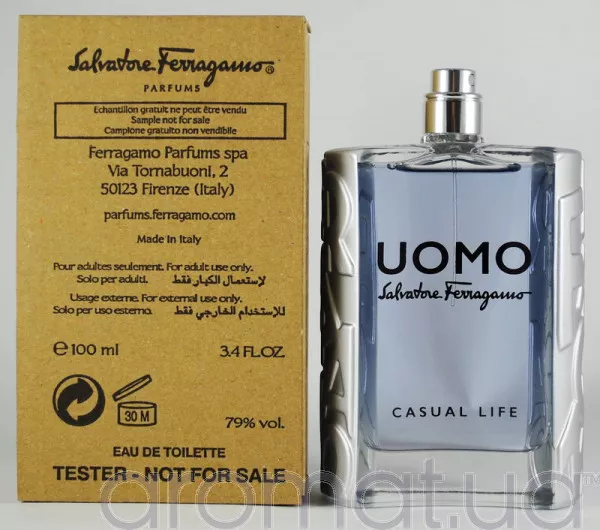 Salvatore Ferragamo
PARFUMS
Echantillon gratuit ne peut être vendu
Sample not for sale
Campione gratuito non vendibile
Ferragamo Parfums spa
Via Tornabuoni, 2
50123 Firenze (Italy)
parfums.ferragamo.com
Made in Italy
Pour adultes seulement. For adult use only.
Solo per adulti. لاستعمال الكبار فقط
Usage externe. For external use only.
Solo per uso esterno. للاستخدام الخارجي فقط
℮ 100 ml 3.4 FL.OZ.
30 M
79% vol.
EAU DE TOILETTE
TESTER - NOT FOR SALE
UOMO
Salvatore Ferragamo
CASUAL LIFE
aromat.ua™